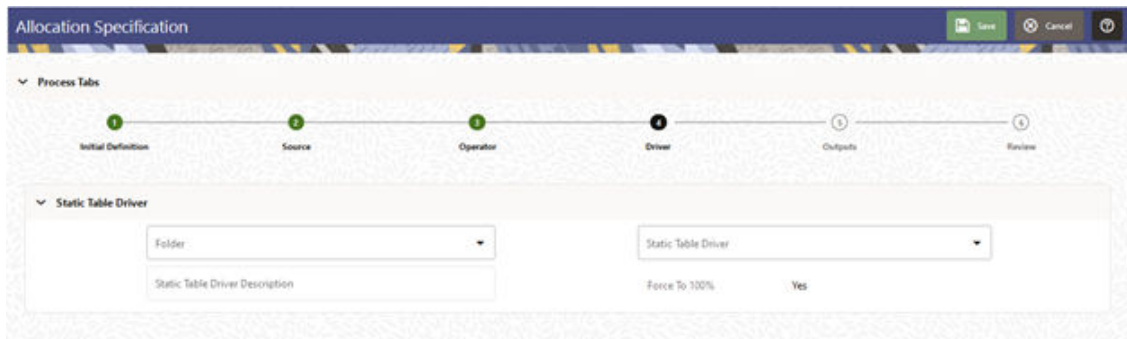 Allocation Specification Save Cancel ?
Process Tabs
1 2 3 4 5 6
Initial Definition Source Operator Driver Outputs Review
Static Table Driver
Folder Static Table Driver
Static Table Driver Description Force To 100% Yes